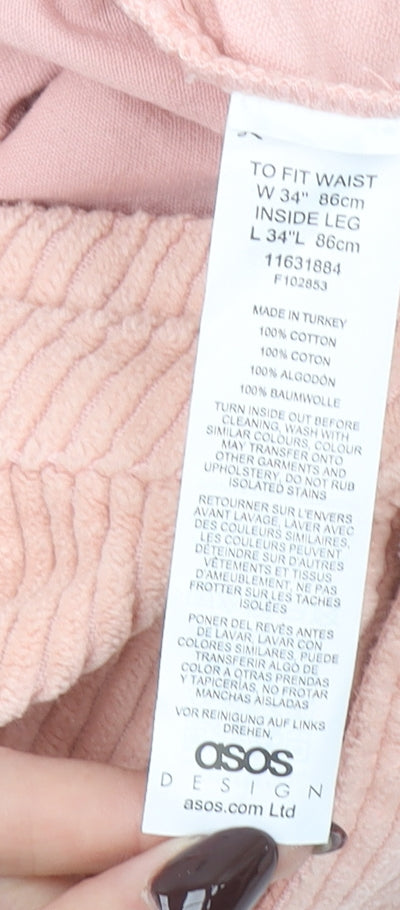 TO FIT WAIST
W 34" 86cm
INSIDE LEG
L 34"L 86cm
11631884
F102853
MADE IN TURKEY
100% COTTON
100% COTON
100% ALGODÓN
100% BAUMWOLLE
TURN INSIDE OUT BEFORE
CLEANING, WASH WITH
SIMILAR COLOURS, COLOUR
MAY TRANSFER ONTO
OTHER GARMENTS AND
UPHOLSTERY, DO NOT RUB
ISOLATED STAINS
RETOURNER SUR L'ENVERS
AVANT LAVAGE, LAVER AVEC
DES COULEURS SIMILAIRES,
LES COULEURS PEUVENT
DÉTEINDRE SUR D'AUTRES
VÊTEMENTS ET TISSUS
D'AMEUBLEMENT, NE PAS
FROTTER SUR LES TACHES
ISOLÉES
PONER DEL REVÉS ANTES
DE LAVAR, LAVAR CON
COLORES SIMILARES, PUEDE
TRANSFERIR ALGO DE
COLOR A OTRAS PRENDAS
Y TAPICERÍAS, NO FROTAR
MANCHAS AISLADAS
VOR REINIGUNG AUF LINKS
DREHEN,
asos
DESIGN
asos.com Ltd